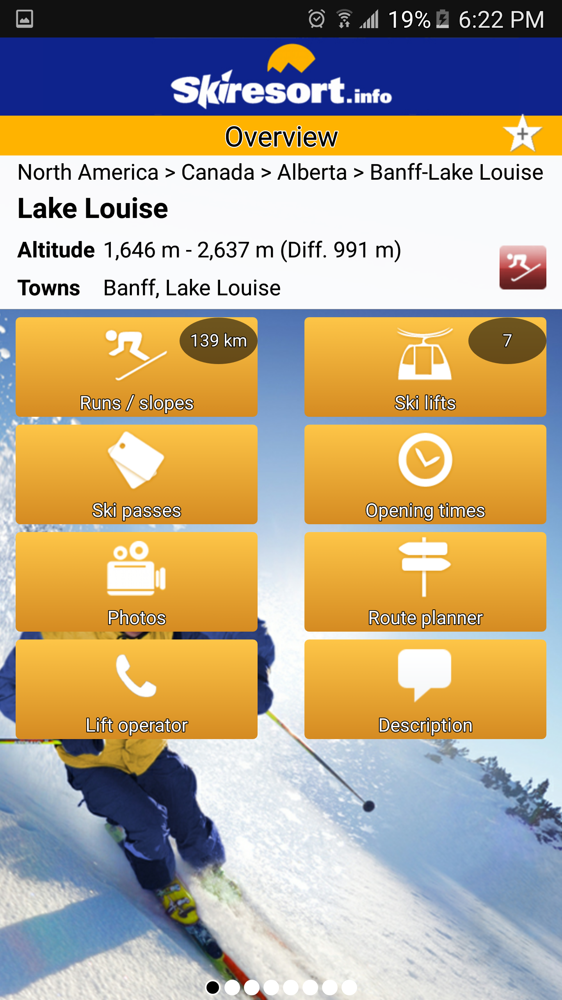 19% 6:22 PM
Skiresort.info
Overview
North America > Canada > Alberta > Banff-Lake Louise
Lake Louise
Altitude 1,646 m - 2,637 m (Diff. 991 m)
Towns Banff, Lake Louise
139 km
7
Runs / slopes
Ski lifts
Ski passes
Opening times
Photos
Route planner
Lift operator
Description